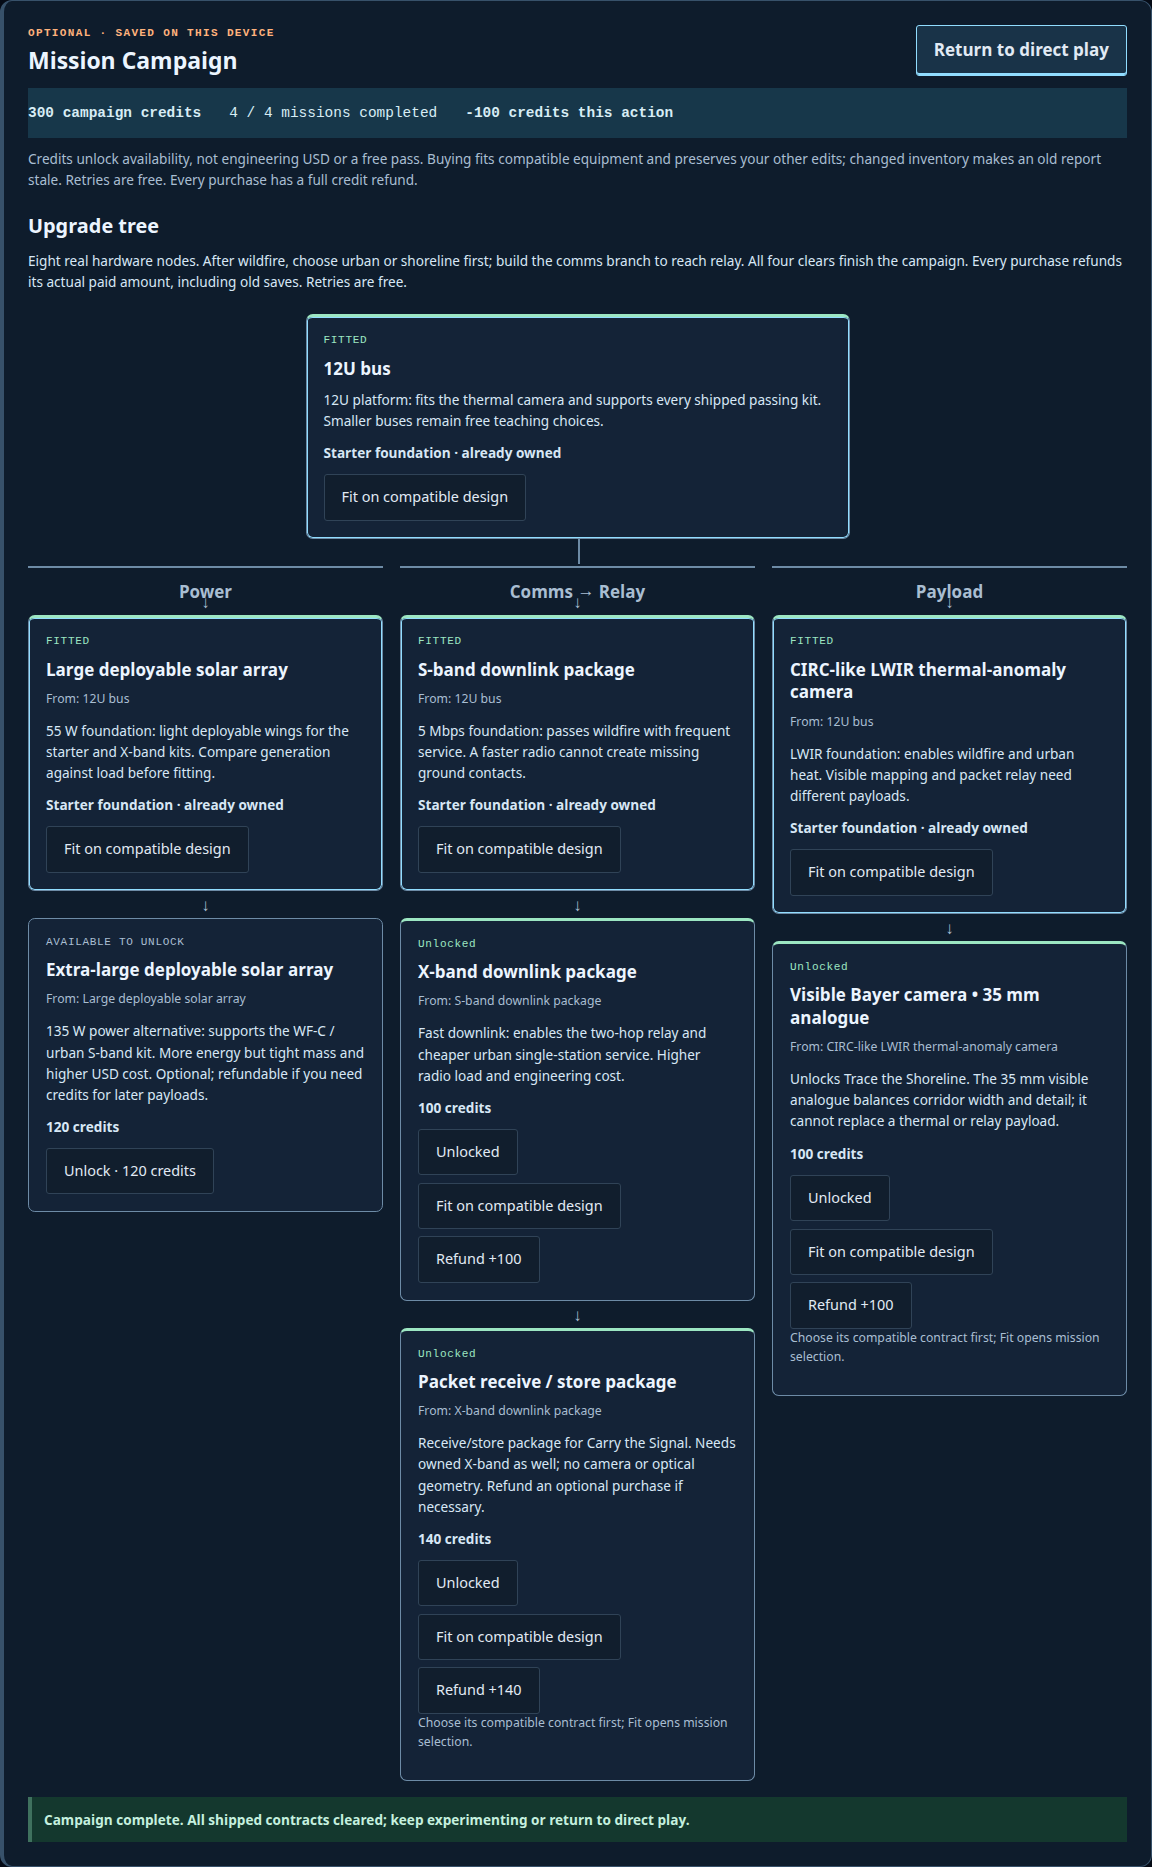 OPTIONAL · SAVED ON THIS DEVICE
Mission Campaign
Return to direct play
300 campaign credits 4 / 4 missions completed -100 credits this action
Credits unlock availability, not engineering USD or a free pass. Buying fits compatible equipment and preserves your other edits; changed inventory makes an old report
stale. Retries are free. Every purchase has a full credit refund.
Upgrade tree
Eight real hardware nodes. After wildfire, choose urban or shoreline first; build the comms branch to reach relay. All four clears finish the campaign. Every purchase refunds
its actual paid amount, including old saves. Retries are free.
FITTED
12U bus
12U platform: fits the thermal camera and supports every shipped passing kit.
Smaller buses remain free teaching choices.
Starter foundation · already owned
Fit on compatible design
Power
↓
FITTED
Large deployable solar array
From: 12U bus
55 W foundation: light deployable wings for the
starter and X-band kits. Compare generation
against load before fitting.
Starter foundation · already owned
Fit on compatible design
↓
AVAILABLE TO UNLOCK
Extra-large deployable solar array
From: Large deployable solar array
135 W power alternative: supports the WF-C /
urban S-band kit. More energy but tight mass and
higher USD cost. Optional; refundable if you need
credits for later payloads.
120 credits
Unlock · 120 credits
Comms → Relay
↓
FITTED
S-band downlink package
From: 12U bus
5 Mbps foundation: passes wildfire with frequent
service. A faster radio cannot create missing
ground contacts.
Starter foundation · already owned
Fit on compatible design
↓
Unlocked
X-band downlink package
From: S-band downlink package
Fast downlink: enables the two-hop relay and
cheaper urban single-station service. Higher
radio load and engineering cost.
100 credits
Unlocked
Fit on compatible design
Refund +100
↓
Unlocked
Packet receive / store package
From: X-band downlink package
Receive/store package for Carry the Signal. Needs
owned X-band as well; no camera or optical
geometry. Refund an optional purchase if
necessary.
140 credits
Unlocked
Fit on compatible design
Refund +140
Choose its compatible contract first; Fit opens mission
selection.
Payload
↓
FITTED
CIRC-like LWIR thermal-anomaly
camera
From: 12U bus
LWIR foundation: enables wildfire and urban
heat. Visible mapping and packet relay need
different payloads.
Starter foundation · already owned
Fit on compatible design
↓
Unlocked
Visible Bayer camera • 35 mm
analogue
From: CIRC-like LWIR thermal-anomaly camera
Unlocks Trace the Shoreline. The 35 mm visible
analogue balances corridor width and detail; it
cannot replace a thermal or relay payload.
100 credits
Unlocked
Fit on compatible design
Refund +100
Choose its compatible contract first; Fit opens mission
selection.
Campaign complete. All shipped contracts cleared; keep experimenting or return to direct play.